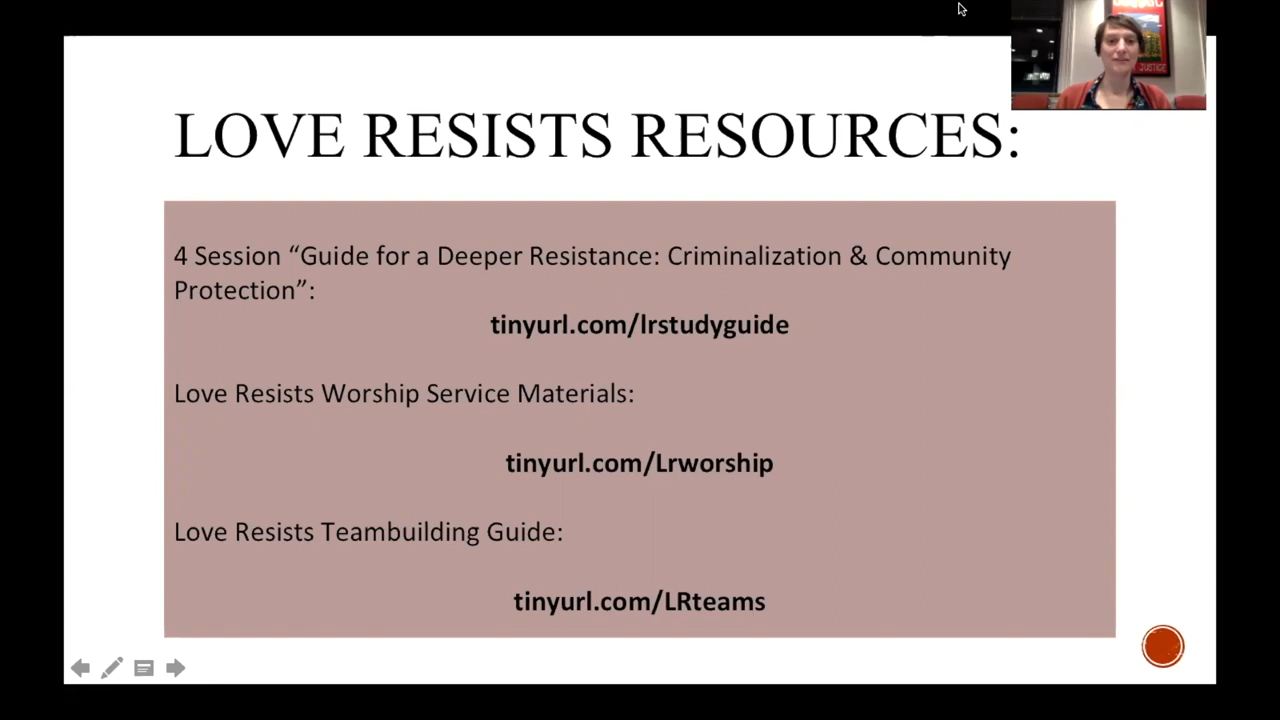 JUSTICE
LOVE RESISTS RESOURCES:
4 Session “Guide for a Deeper Resistance: Criminalization & Community
Protection”:
tinyurl.com/lrstudyguide
Love Resists Worship Service Materials:
tinyurl.com/Lrworship
Love Resists Teambuilding Guide:
tinyurl.com/LRteams